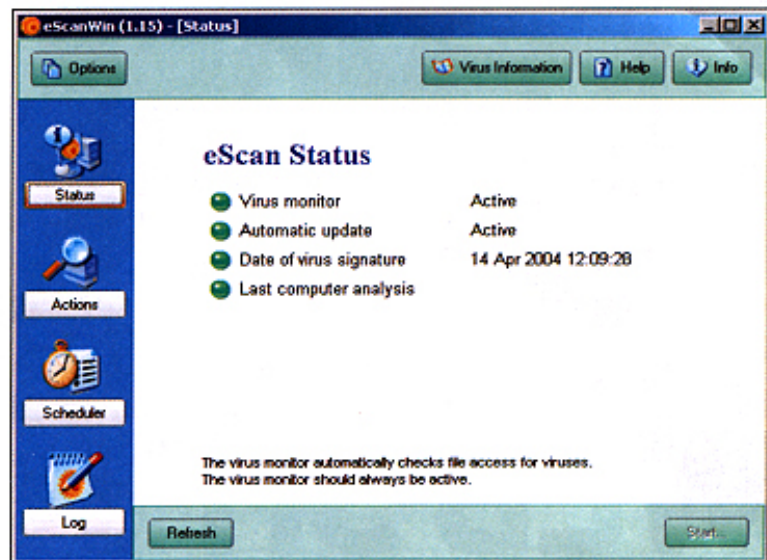 eScanWin (1.15) - [Status]
Options
Virus Information
Help
Info
Status
Actions
Scheduler
Log
eScan Status
Virus monitor Active
Automatic update Active
Date of virus signature 14 Apr 2004 12:09:28
Last computer analysis
The virus monitor automatically checks file access for viruses.
The virus monitor should always be active.
Refresh
Start...